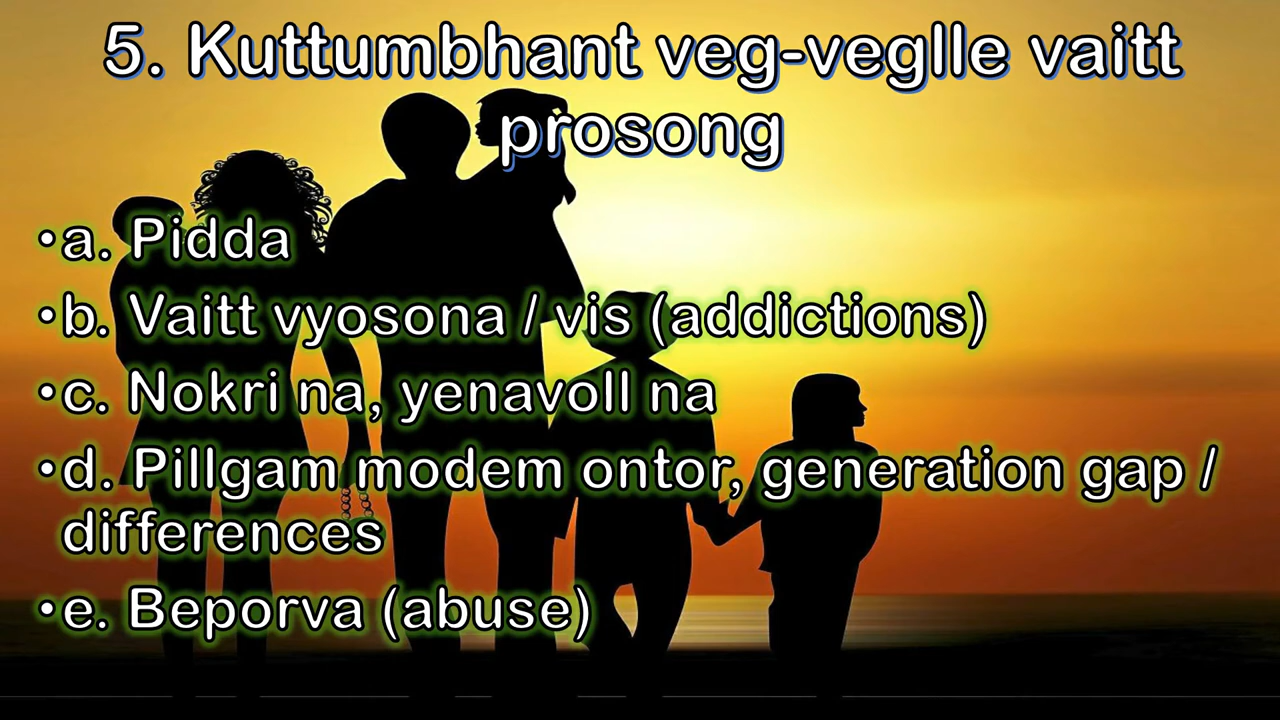 5. Kuttumbhant veg-veglle vaitt
prosong
•a. Pidda
•b. Vaitt vyosona / vis (addictions)
•c. Nokri na, yenavoll na
•d. Pillgam modem ontor, generation gap /
differences
•e. Beporva (abuse)